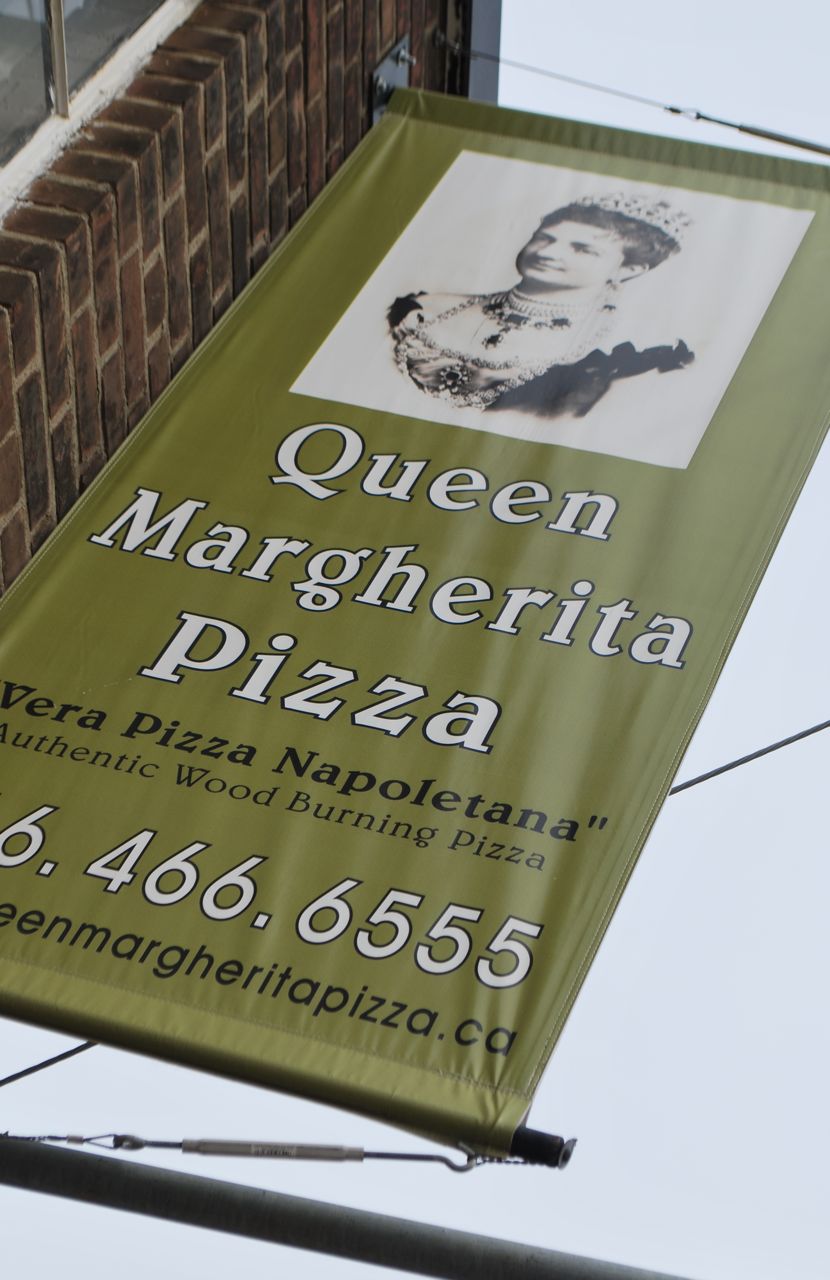 Queen
Margherita
Pizza
"Vera Pizza Napoletana"
Authentic Wood Burning Pizza
6. 466. 6555
eenmargheritapizza.ca